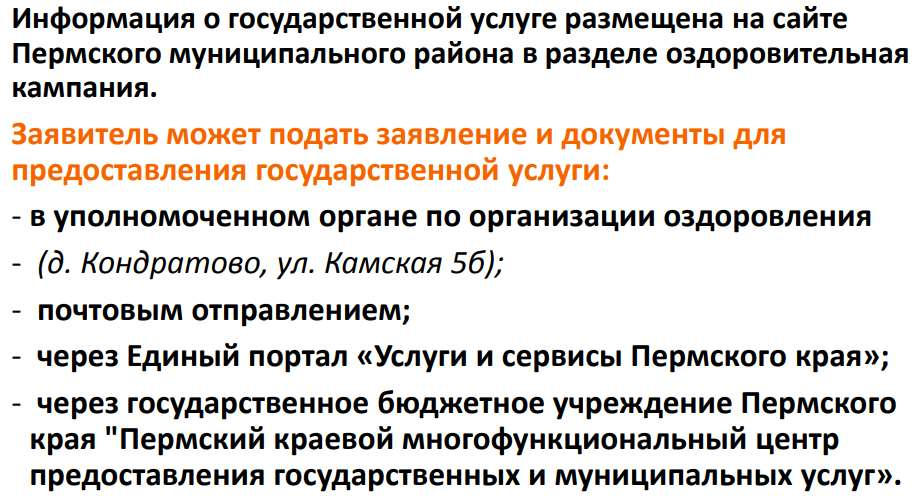 Информация о государственной услуге размещена на сайте
Пермского муниципального района в разделе оздоровительная
кампания.
Заявитель может подать заявление и документы для
предоставления государственной услуги:
- в уполномоченном органе по организации оздоровления
- (д. Кондратово, ул. Камская 5б);
- почтовым отправлением;
- через Единый портал «Услуги и сервисы Пермского края»;
- через государственное бюджетное учреждение Пермского
края "Пермский краевой многофункциональный центр
предоставления государственных и муниципальных услуг».